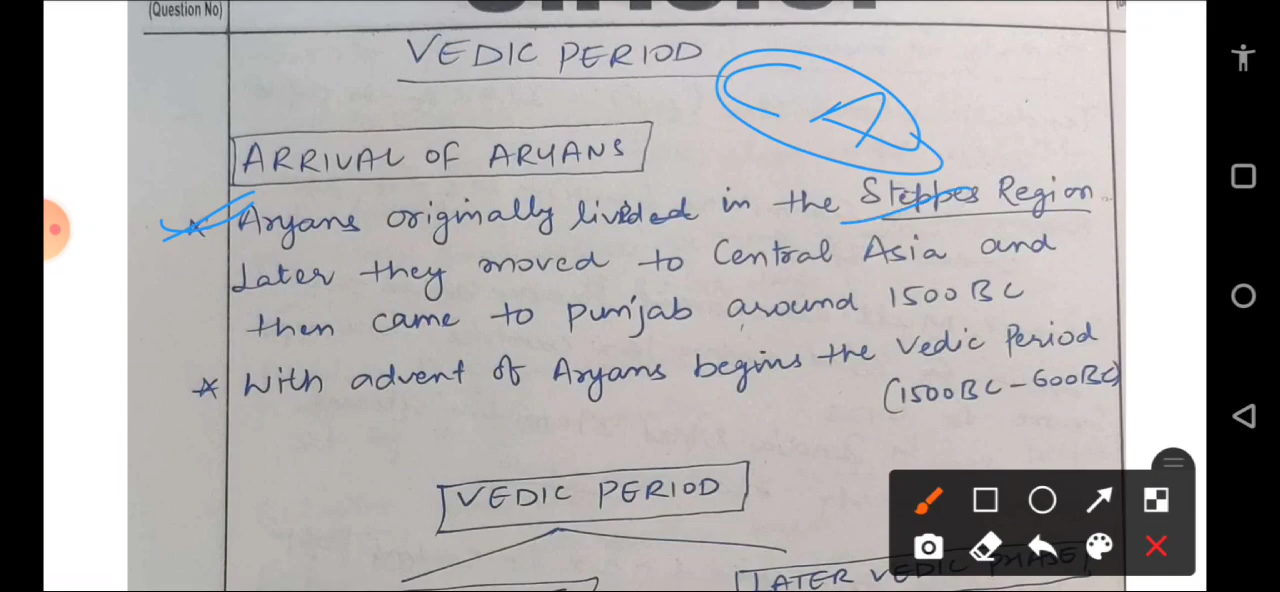 (Question No)
VEDIC PERIOD
ARRIVAL OF ARYANS
* Aryans originally livided in the Steppes Region
Later they moved to Central Asia and
then came to Punjab around 1500 BC
* With advent of Aryans begins the Vedic Period
(1500 BC - 600 BC)
VEDIC PERIOD
LATER VEDIC PHASE